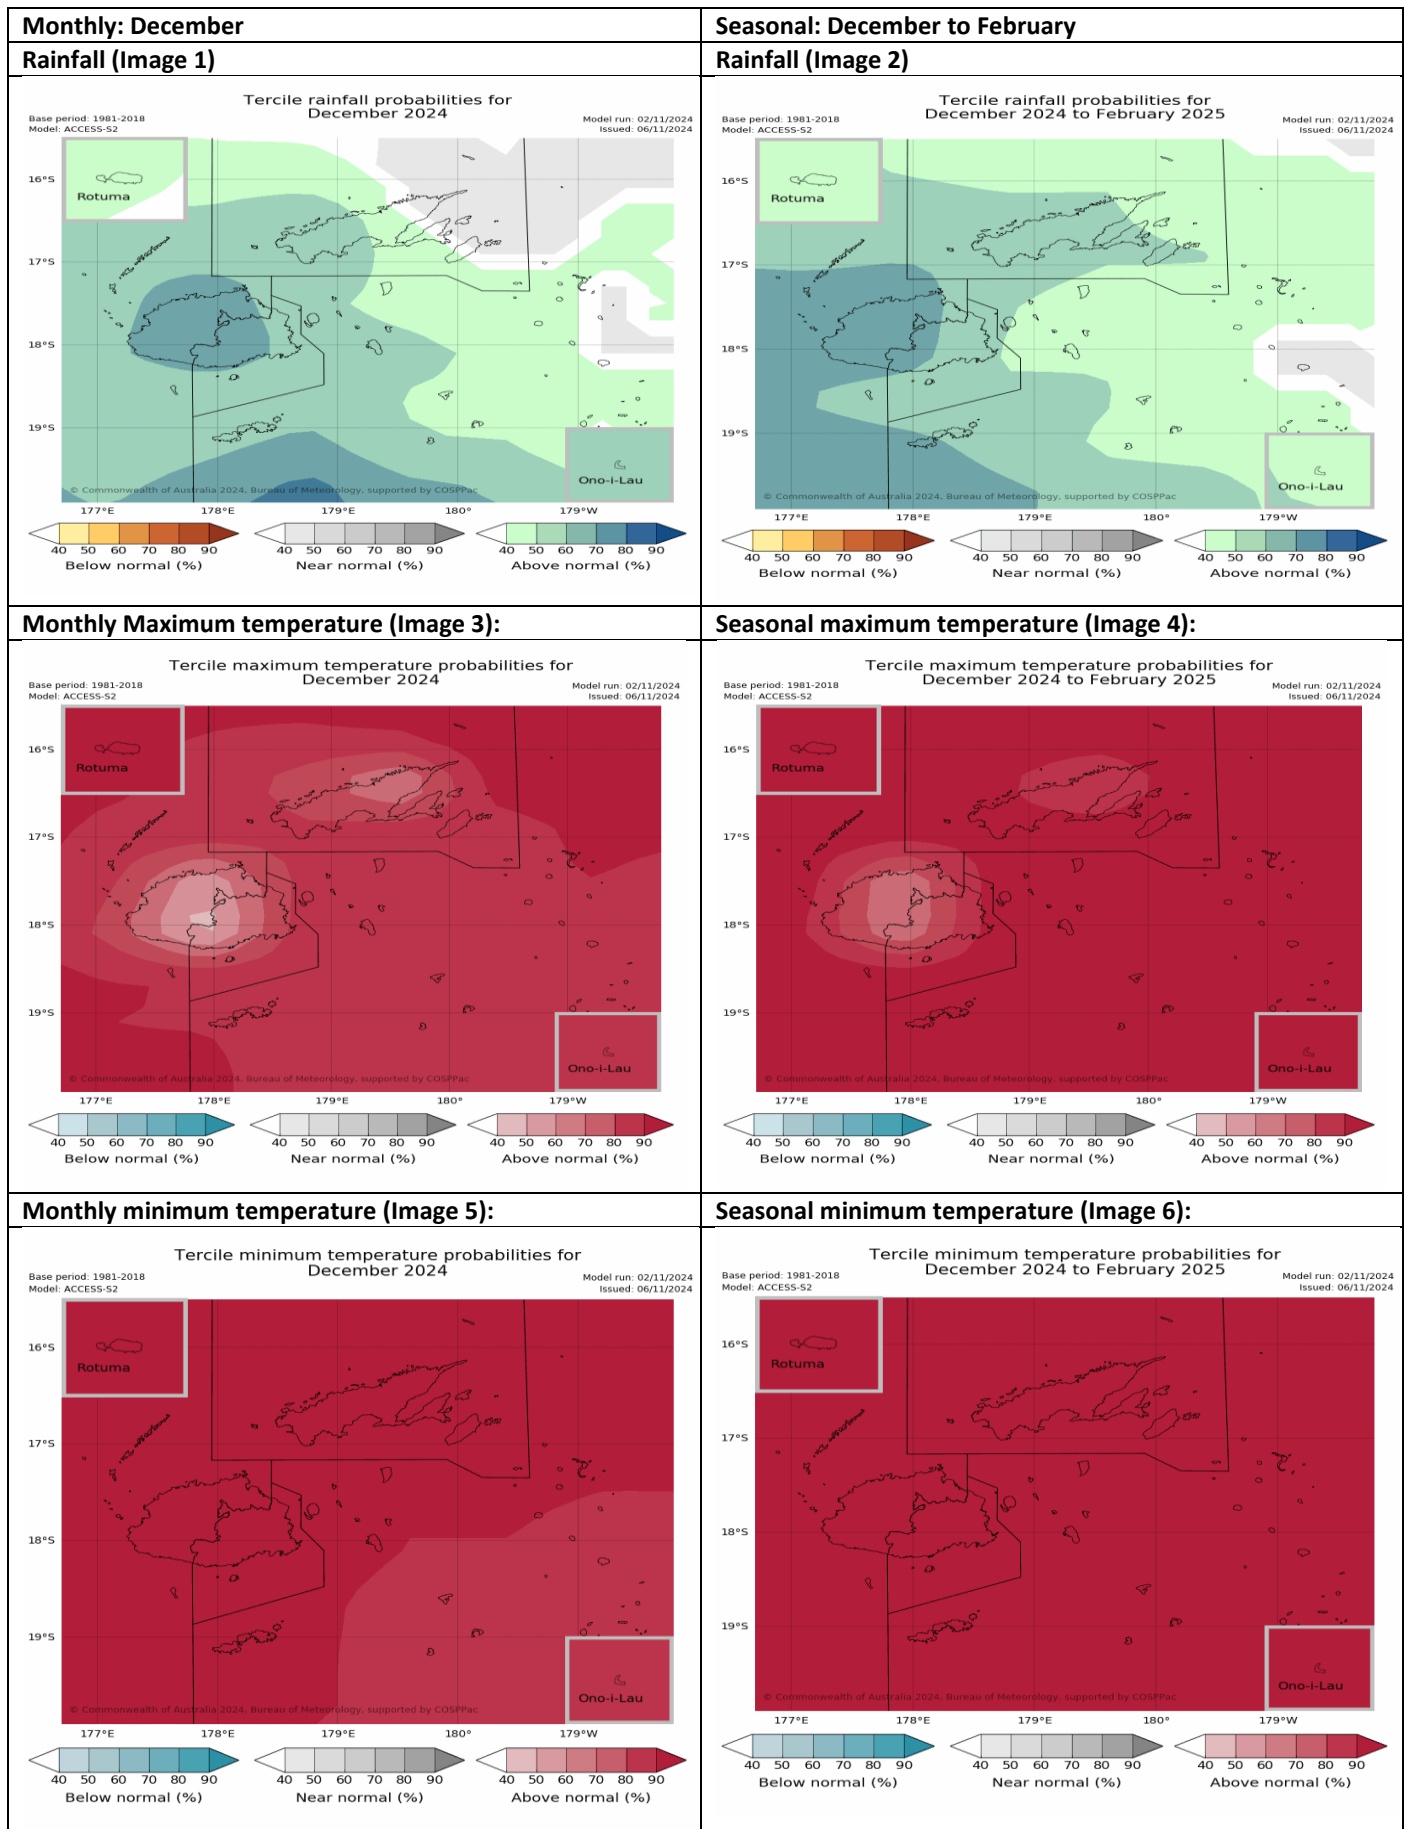 Monthly: December
Seasonal: December to February
Rainfall (Image 1)
Rainfall (Image 2)
Tercile rainfall probabilities for
December 2024
Base period: 1981-2018
Model: ACCESS-S2
Model run: 02/11/2024
Issued: 06/11/2024
Rotuma
16°S
17°S
18°S
19°S
Ono-i-Lau
© Commonwealth of Australia 2024, Bureau of Meteorology, supported by COSPPac
177°E 178°E 179°E 180° 179°W
40 50 60 70 80 90 40 50 60 70 80 90 40 50 60 70 80 90
Below normal (%) Near normal (%) Above normal (%)
Tercile rainfall probabilities for
December 2024 to February 2025
Base period: 1981-2018
Model: ACCESS-S2
Model run: 02/11/2024
Issued: 06/11/2024
Rotuma
16°S
17°S
18°S
19°S
Ono-i-Lau
© Commonwealth of Australia 2024, Bureau of Meteorology, supported by COSPPac
177°E 178°E 179°E 180° 179°W
40 50 60 70 80 90 40 50 60 70 80 90 40 50 60 70 80 90
Below normal (%) Near normal (%) Above normal (%)
Monthly Maximum temperature (Image 3):
Seasonal maximum temperature (Image 4):
Tercile maximum temperature probabilities for
December 2024
Base period: 1981-2018
Model: ACCESS-S2
Model run: 02/11/2024
Issued: 06/11/2024
Rotuma
16°S
17°S
18°S
19°S
Ono-i-Lau
© Commonwealth of Australia 2024, Bureau of Meteorology, supported by COSPPac
177°E 178°E 179°E 180° 179°W
40 50 60 70 80 90 40 50 60 70 80 90 40 50 60 70 80 90
Below normal (%) Near normal (%) Above normal (%)
Tercile maximum temperature probabilities for
December 2024 to February 2025
Base period: 1981-2018
Model: ACCESS-S2
Model run: 02/11/2024
Issued: 06/11/2024
Rotuma
16°S
17°S
18°S
19°S
Ono-i-Lau
© Commonwealth of Australia 2024, Bureau of Meteorology, supported by COSPPac
177°E 178°E 179°E 180° 179°W
40 50 60 70 80 90 40 50 60 70 80 90 40 50 60 70 80 90
Below normal (%) Near normal (%) Above normal (%)
Monthly minimum temperature (Image 5):
Seasonal minimum temperature (Image 6):
Tercile minimum temperature probabilities for
December 2024
Base period: 1981-2018
Model: ACCESS-S2
Model run: 02/11/2024
Issued: 06/11/2024
Rotuma
16°S
17°S
18°S
19°S
Ono-i-Lau
© Commonwealth of Australia 2024, Bureau of Meteorology, supported by COSPPac
177°E 178°E 179°E 180° 179°W
40 50 60 70 80 90 40 50 60 70 80 90 40 50 60 70 80 90
Below normal (%) Near normal (%) Above normal (%)
Tercile minimum temperature probabilities for
December 2024 to February 2025
Base period: 1981-2018
Model: ACCESS-S2
Model run: 02/11/2024
Issued: 06/11/2024
Rotuma
16°S
17°S
18°S
19°S
Ono-i-Lau
© Commonwealth of Australia 2024, Bureau of Meteorology, supported by COSPPac
177°E 178°E 179°E 180° 179°W
40 50 60 70 80 90 40 50 60 70 80 90 40 50 60 70 80 90
Below normal (%) Near normal (%) Above normal (%)